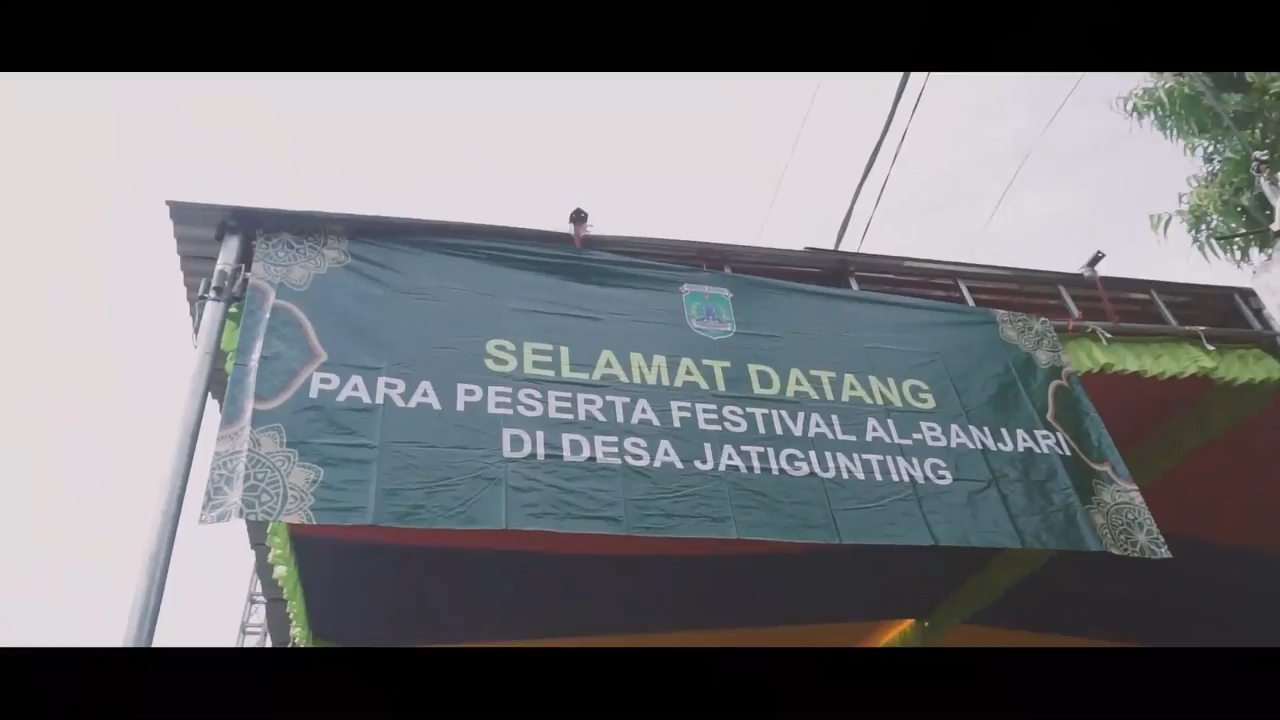 SELAMAT DATANG
PARA PESERTA FESTIVAL AL-BANJARI
DI DESA JATIGUNTING